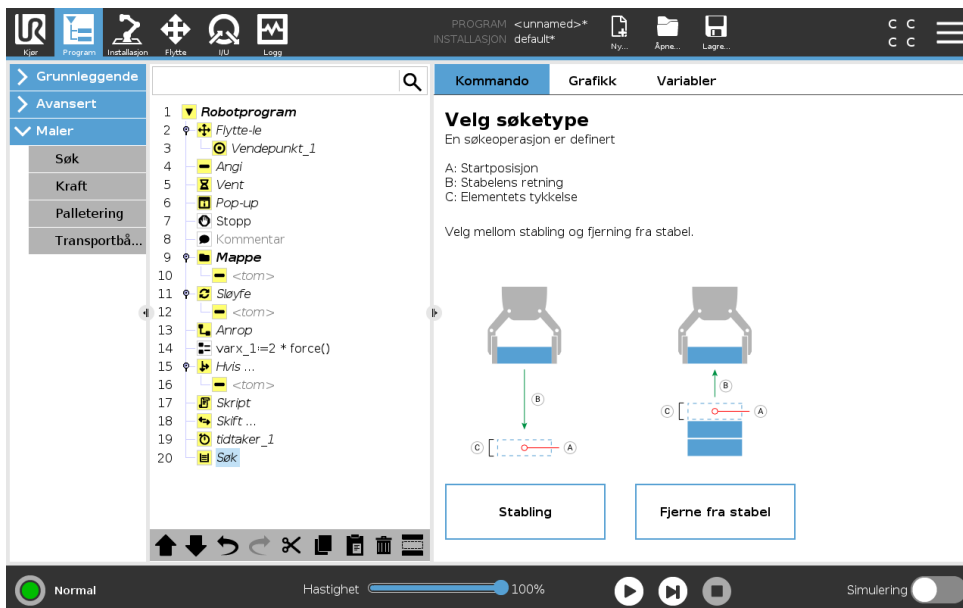 PROGRAM <unnamed>*
INSTALLASJON default*
Kjør
Program
Installasjon
Flytte
I/U
Logg
Ny...
Åpne...
Lagre...
C C
C C
Grunnleggende
Avansert
Maler
Søk
Kraft
Palletering
Transportbå...
1 Robotprogram
2 Flytte-le
3 Vendepunkt_1
4 Angi
5 Vent
6 Pop-up
7 Stopp
8 Kommentar
9 Mappe
10 <tom>
11 Sløyfe
12 <tom>
13 Anrop
14 varx_1:=2 * force()
15 Hvis ...
16 <tom>
17 Skript
18 Skift ...
19 tidtaker_1
20 Søk
Kommando
Grafikk
Variabler
Velg søketype
En søkeoperasjon er definert
A: Startposisjon
B: Stabelens retning
C: Elementets tykkelse
Velg mellom stabling og fjerning fra stabel.
B
C
A
B
C
A
Stabling
Fjerne fra stabel
Normal
Hastighet
100%
Simulering